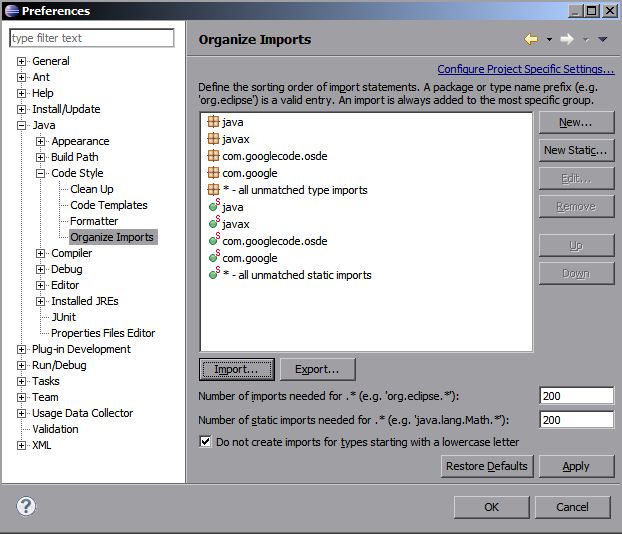 Preferences
type filter text
General
Ant
Help
Install/Update
Java
Appearance
Build Path
Code Style
Clean Up
Code Templates
Formatter
Organize Imports
Compiler
Debug
Editor
Installed JREs
JUnit
Properties Files Editor
Plug-in Development
Run/Debug
Tasks
Team
Usage Data Collector
Validation
XML
Organize Imports
Configure Project Specific Settings...
Define the sorting order of import statements. A package or type name prefix (e.g.
'org.eclipse') is a valid entry. An import is always added to the most specific group.
java
javax
com.googlecode.osde
com.google
* - all unmatched type imports
S java
S javax
S com.googlecode.osde
S com.google
S * - all unmatched static imports
New...
New Static...
Edit...
Remove
Up
Down
Import...
Export...
Number of imports needed for .* (e.g. 'org.eclipse.*'):
200
Number of static imports needed for .* (e.g. 'java.lang.Math.*'):
200
Do not create imports for types starting with a lowercase letter
Restore Defaults
Apply
?
OK
Cancel